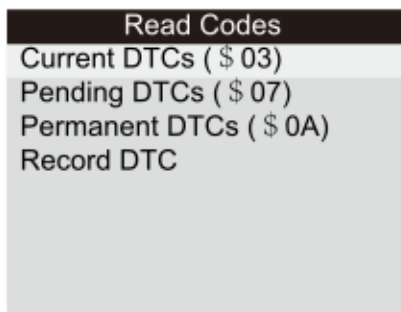 Read Codes
Current DTCs ( $ 03)
Pending DTCs ( $ 07)
Permanent DTCs ( $ 0A)
Record DTC